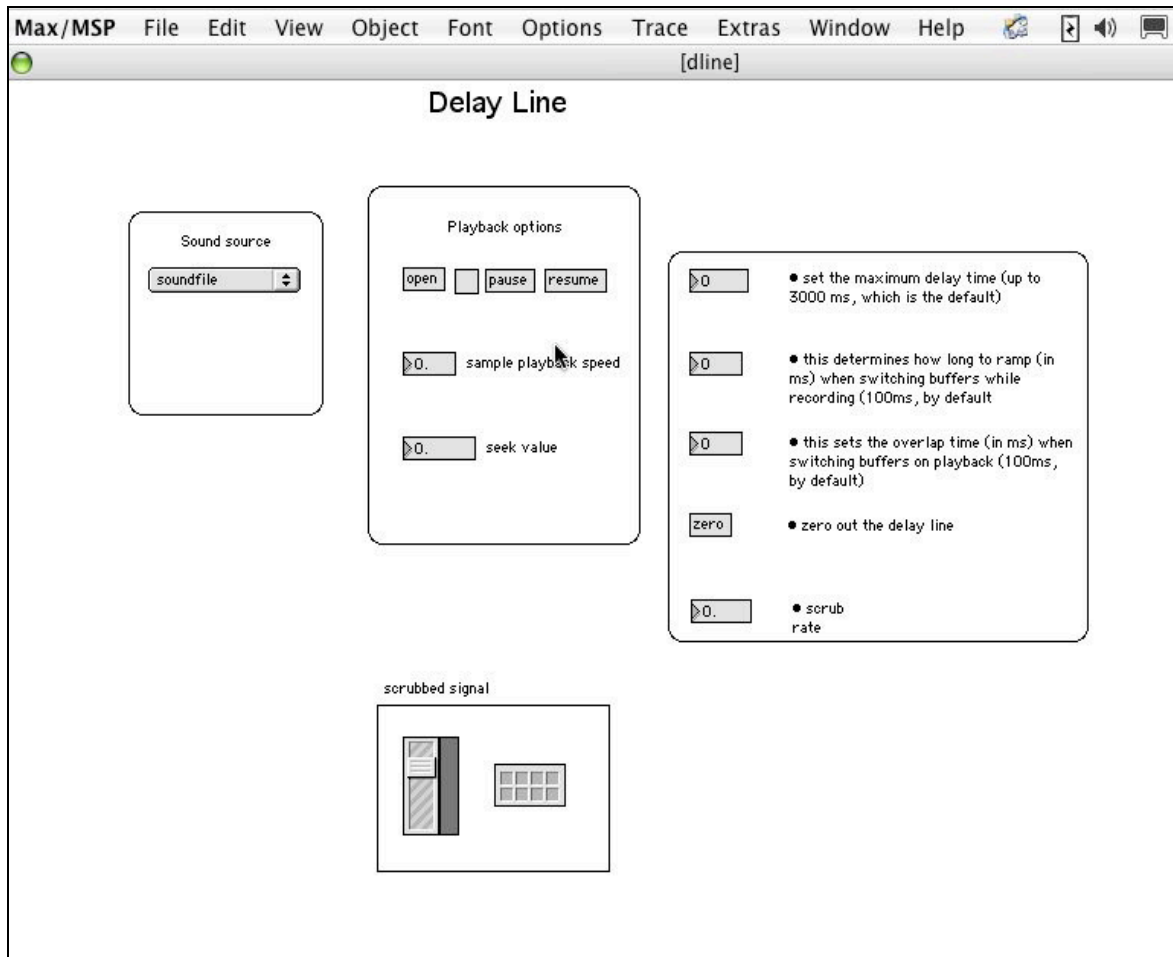 Max/MSP File Edit View Object Font Options Trace Extras Window Help
[dline]
Delay Line
Sound source
soundfile
Playback options
open pause resume
0. sample playback speed
0. seek value
0 • set the maximum delay time (up to
3000 ms, which is the default)
0 • this determines how long to ramp (in
ms) when switching buffers while
recording (100ms, by default
0 • this sets the overlap time (in ms) when
switching buffers on playback (100ms,
by default)
zero • zero out the delay line
0. • scrub
rate
scrubbed signal